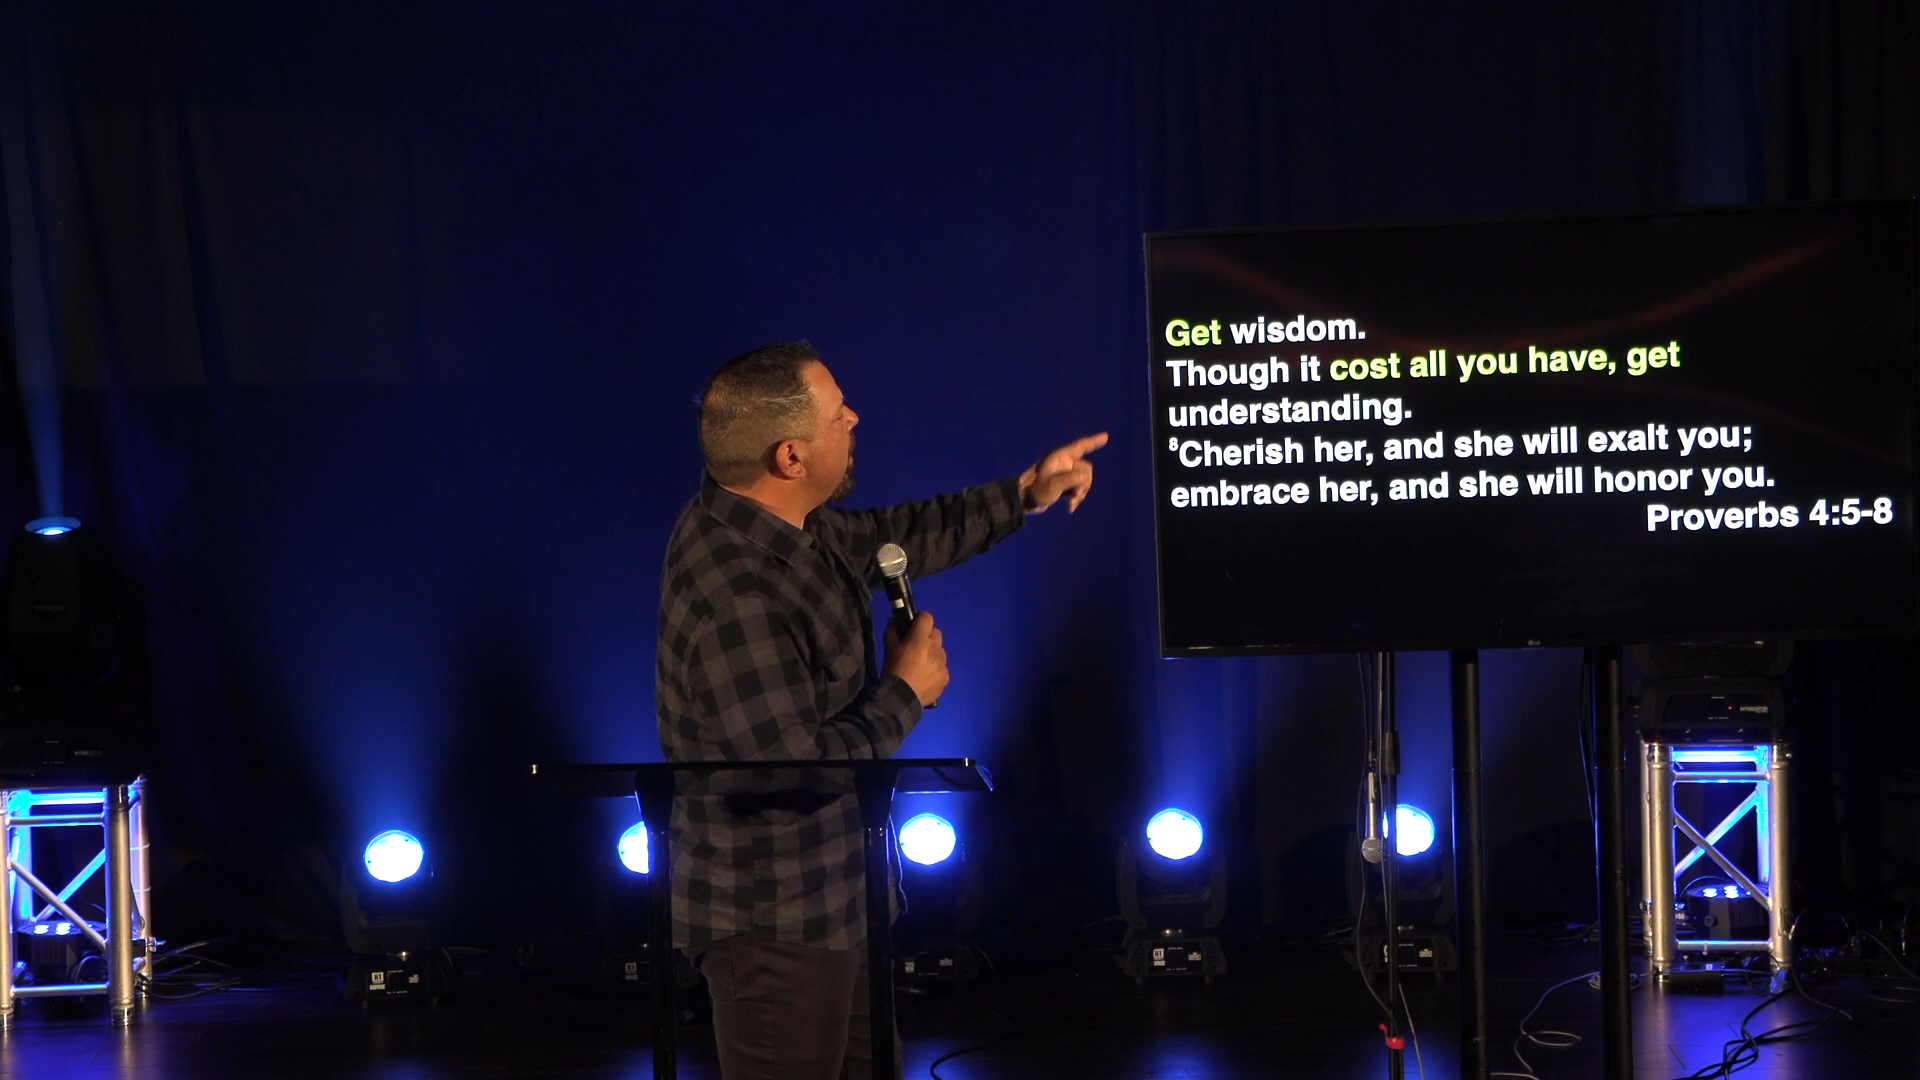 Get wisdom.
Though it cost all you have, get
understanding.
⁸Cherish her, and she will exalt you;
embrace her, and she will honor you.
Proverbs 4:5-8
LG